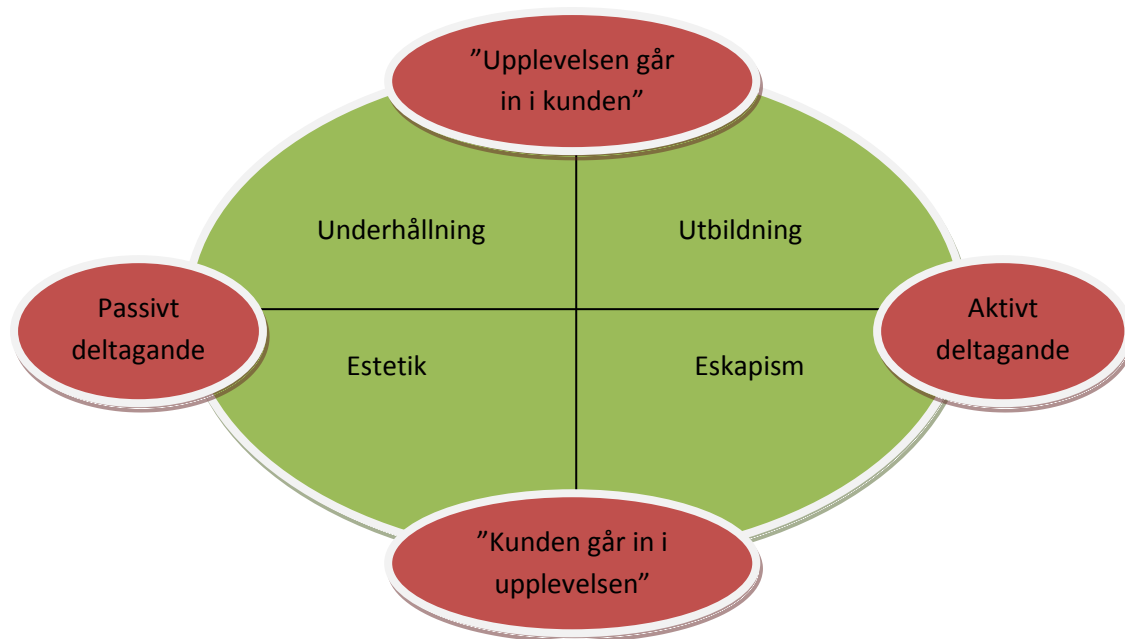 ”Upplevelsen går
in i kunden”
Underhållning
Utbildning
Passivt
deltagande
Aktivt
deltagande
Estetik
Eskapism
”Kunden går in i
upplevelsen”